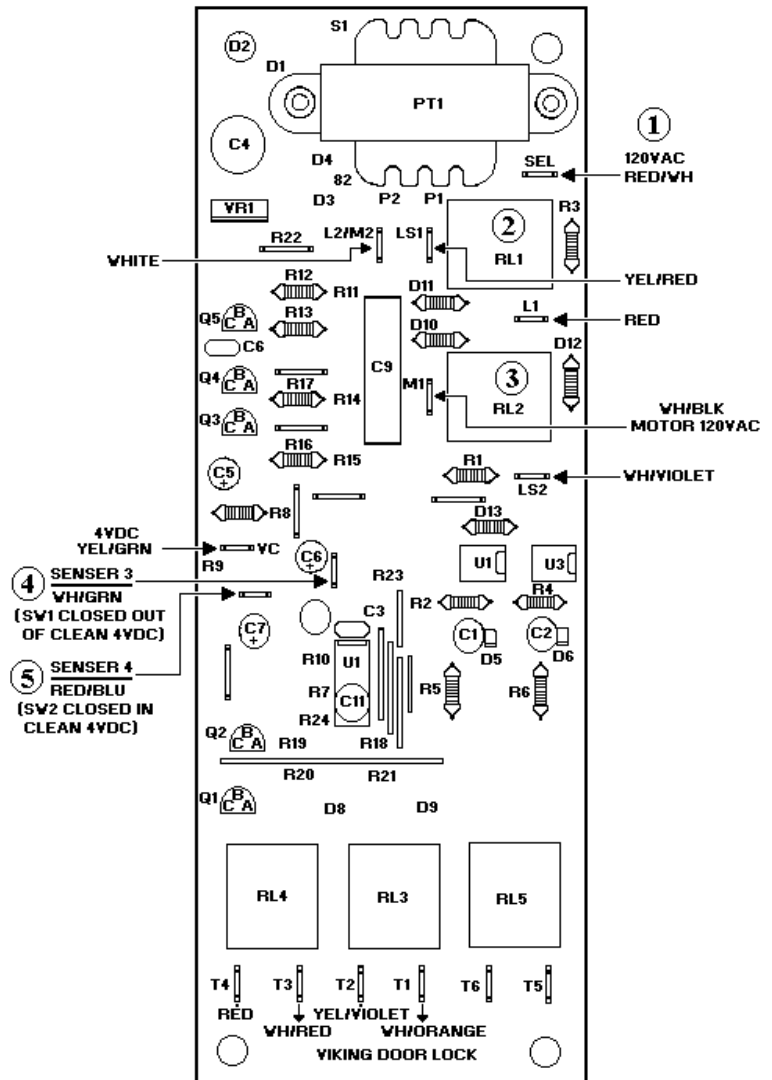 S1
D2
D1
PT1
1
C4
D4
SEL
120VAC
RED/WH
82
D3
P2
P1
VR1
R3
2
L2/M2
LS1
R22
RL1
WHITE
YEL/RED
R12
R11
D11
L1
RED
Q5
B
C A
R13
D10
C6
D12
C9
3
Q4
B
C A
R17
R14
M1
RL2
Q3
B
C A
WH/BLK
MOTOR 120VAC
R16
R15
R1
C5
+
WH/VIOLET
LS2
R8
D13
4VDC
YEL/GRN
VC
R9
C6
+
U1
U3
4
SENSER 3
WH/GRN
(SW1 CLOSED OUT
OF CLEAN 4VDC)
R23
R2
R4
C3
C7
+
C1
C2
D5
D6
5
SENSER 4
RED/BLU
(SW2 CLOSED IN
CLEAN 4VDC)
R10
U1
R7
C11
R5
R6
R24
Q2
B
C A
R19
R18
R20
R21
Q1
B
C A
D8
D9
RL4
RL3
RL5
T4
T3
T2
T1
T6
T5
RED
YEL/VIOLET
WH/RED
WH/ORANGE
VIKING DOOR LOCK